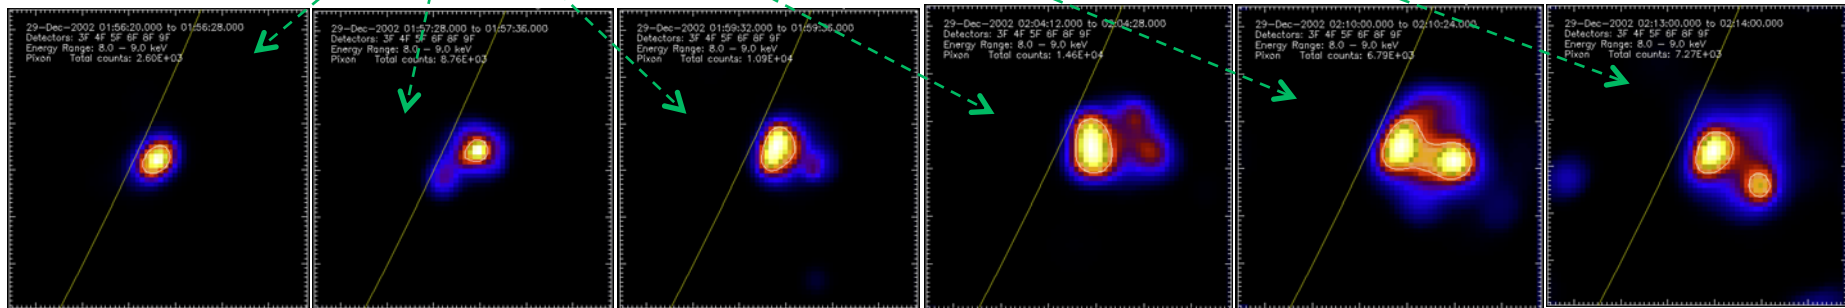 29-Dec-2002 01:56:20.000 to 01:56:28.000
Detectors: 3F 4F 5F 6F 8F 9F
Energy Range: 8.0 - 9.0 keV
Pixon Total counts: 2.60E+03
29-Dec-2002 01:57:28.000 to 01:57:36.000
Detectors: 3F 4F 5F 6F 8F 9F
Energy Range: 8.0 - 9.0 keV
Pixon Total counts: 8.76E+03
29-Dec-2002 01:59:32.000 to 01:59:36.000
Detectors: 3F 4F 5F 6F 8F 9F
Energy Range: 8.0 - 9.0 keV
Pixon Total counts: 1.09E+04
29-Dec-2002 02:04:12.000 to 02:04:28.000
Detectors: 3F 4F 5F 6F 8F 9F
Energy Range: 8.0 - 9.0 keV
Pixon Total counts: 1.46E+04
29-Dec-2002 02:10:00.000 to 02:10:24.000
Detectors: 3F 4F 5F 6F 8F 9F
Energy Range: 8.0 - 9.0 keV
Pixon Total counts: 6.79E+03
29-Dec-2002 02:13:00.000 to 02:14:00.000
Detectors: 3F 4F 5F 6F 8F 9F
Energy Range: 8.0 - 9.0 keV
Pixon Total counts: 7.27E+03